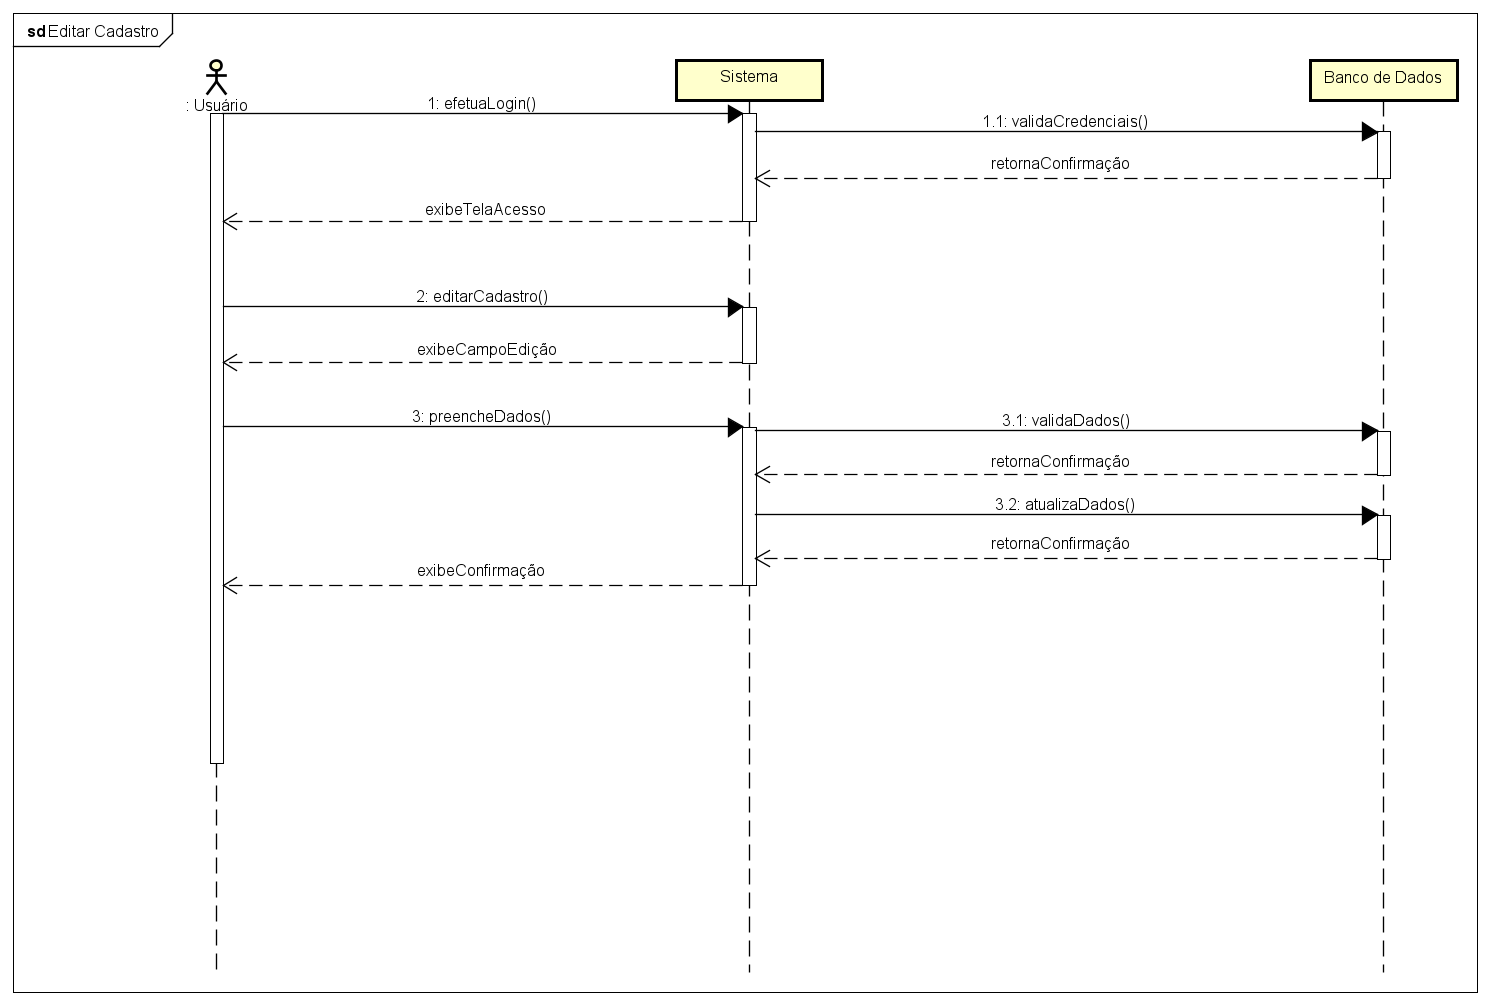 sd Editar Cadastro
Sistema
Banco de Dados
: Usuário
1: efetuaLogin()
1.1: validaCredenciais()
retornaConfirmação
exibeTelaAcesso
2: editarCadastro()
exibeCampoEdição
3: preencheDados()
3.1: validaDados()
retornaConfirmação
3.2: atualizaDados()
retornaConfirmação
exibeConfirmação